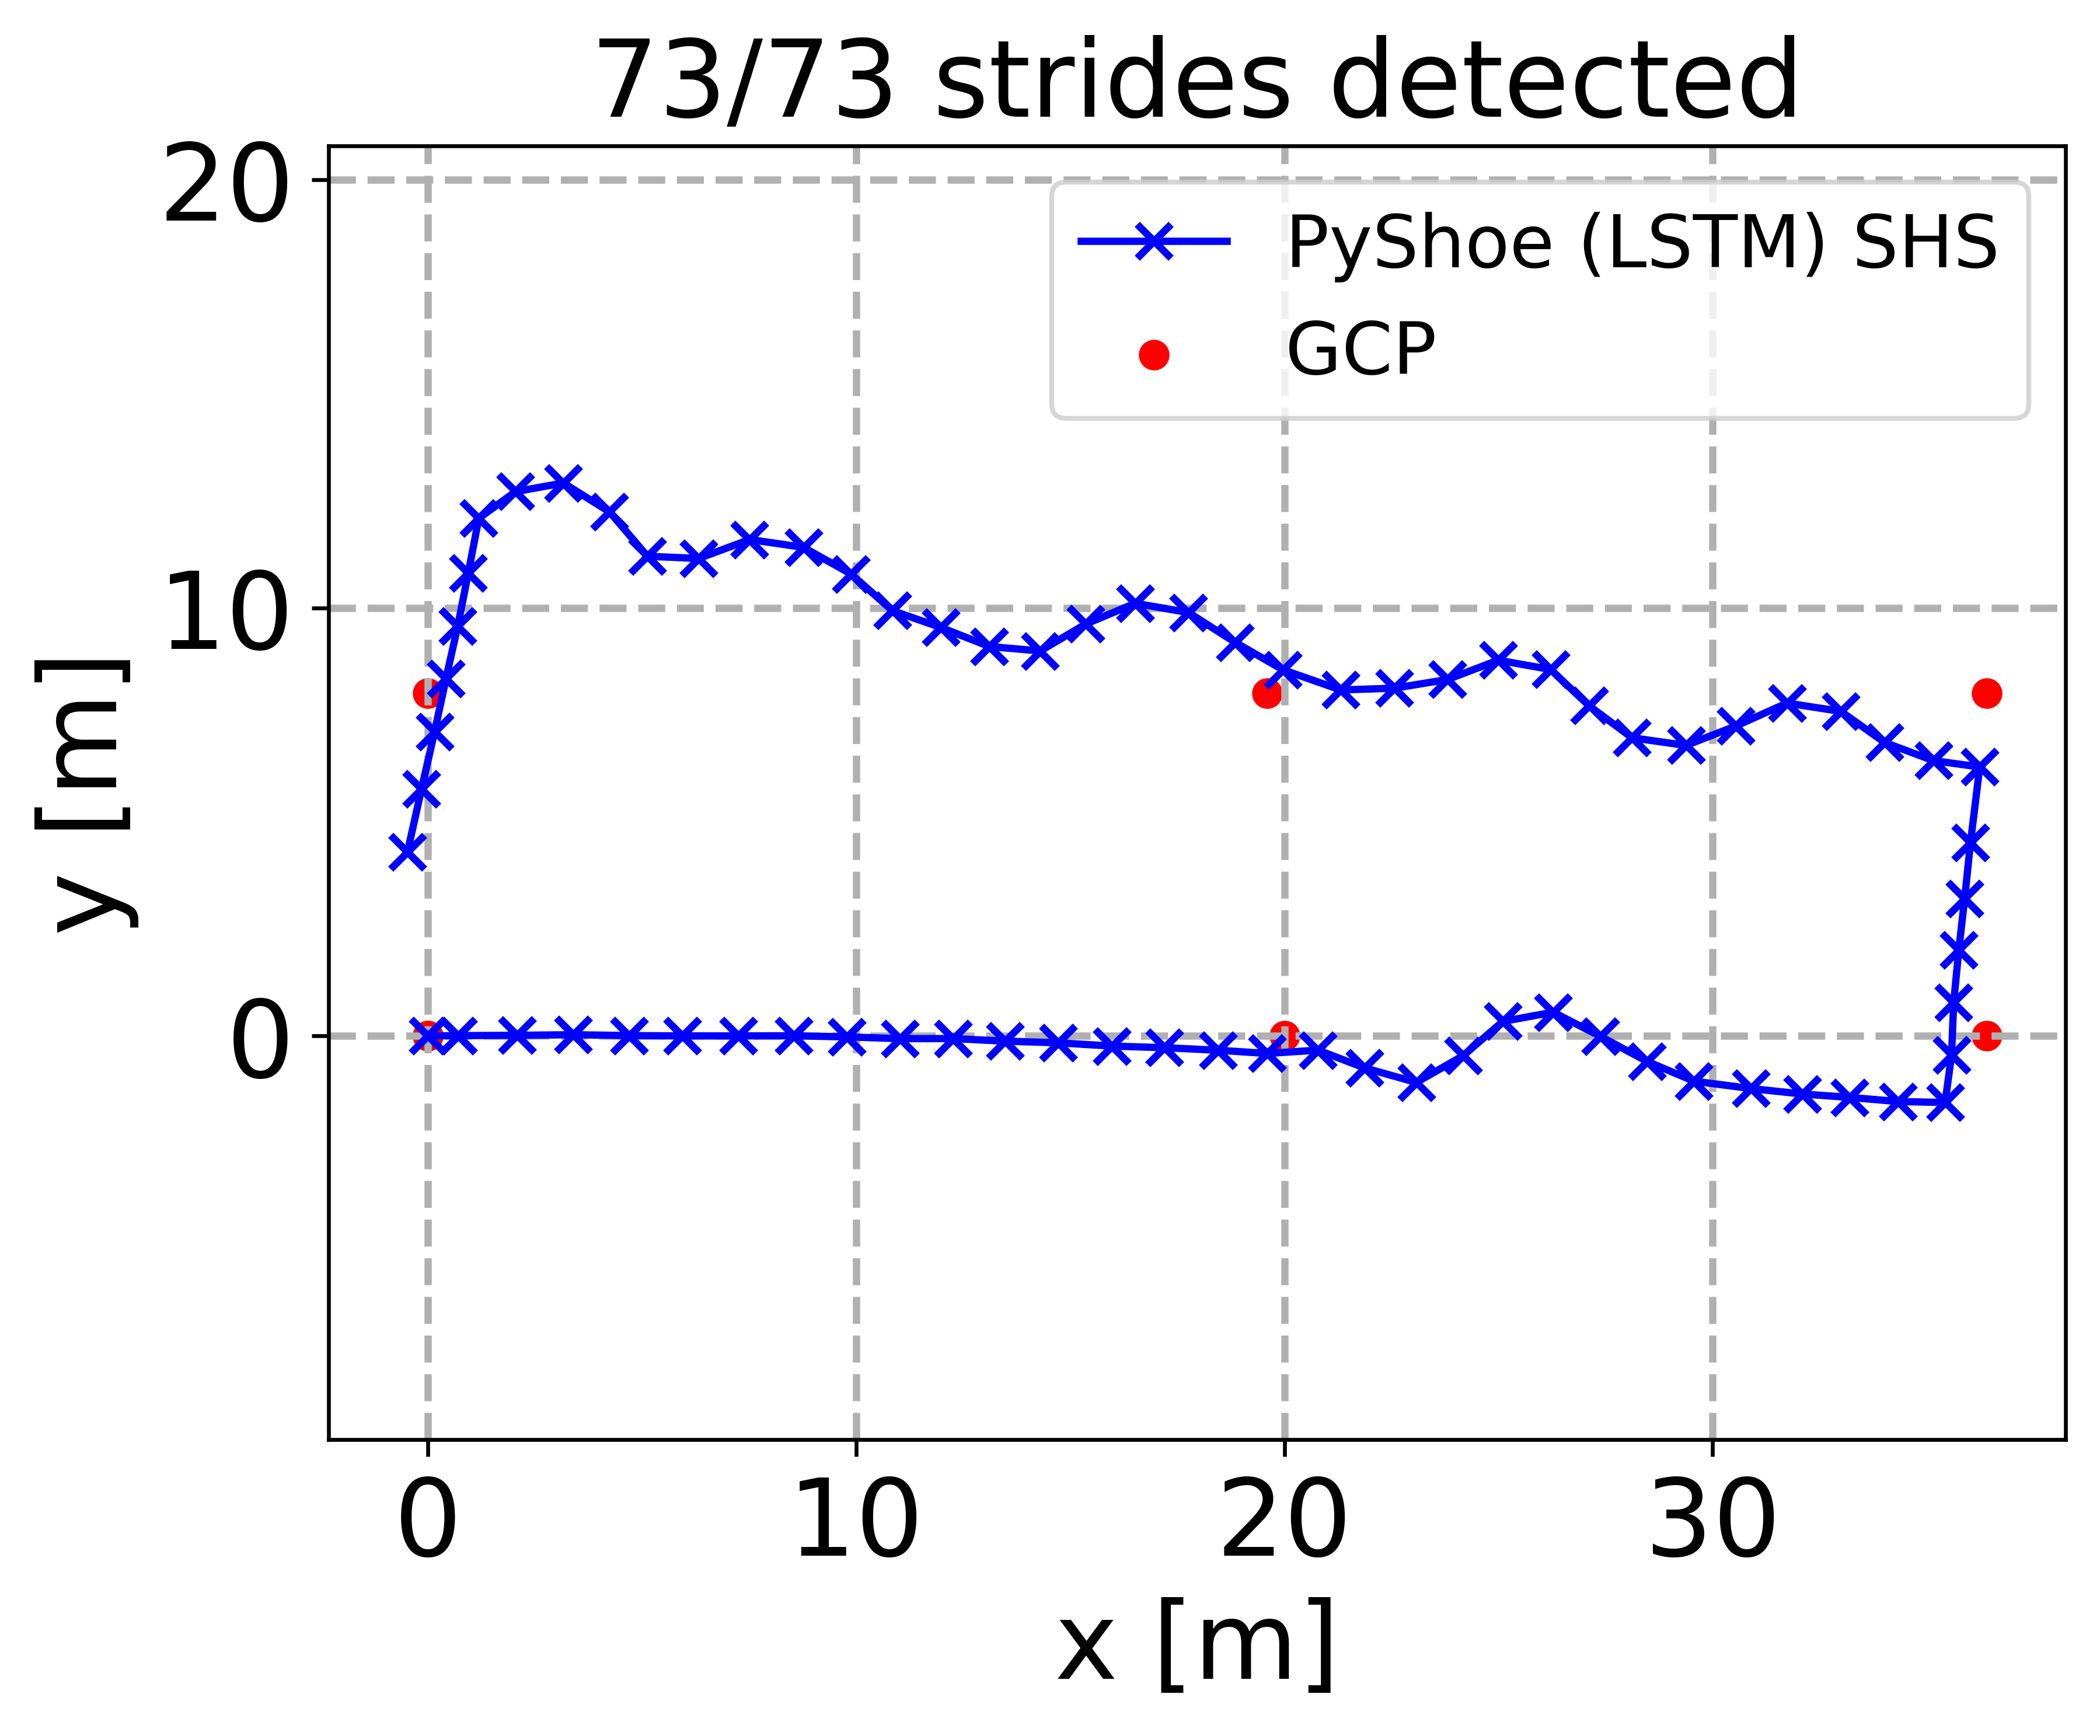 73/73 strides detected
20
10
0
y [m]
PyShoe (LSTM) SHS
GCP
0 10 20 30
x [m]